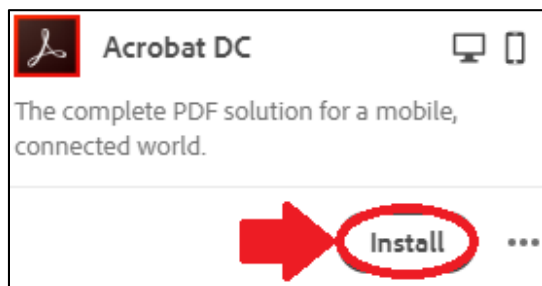 Acrobat DC
The complete PDF solution for a mobile,
connected world.
Install